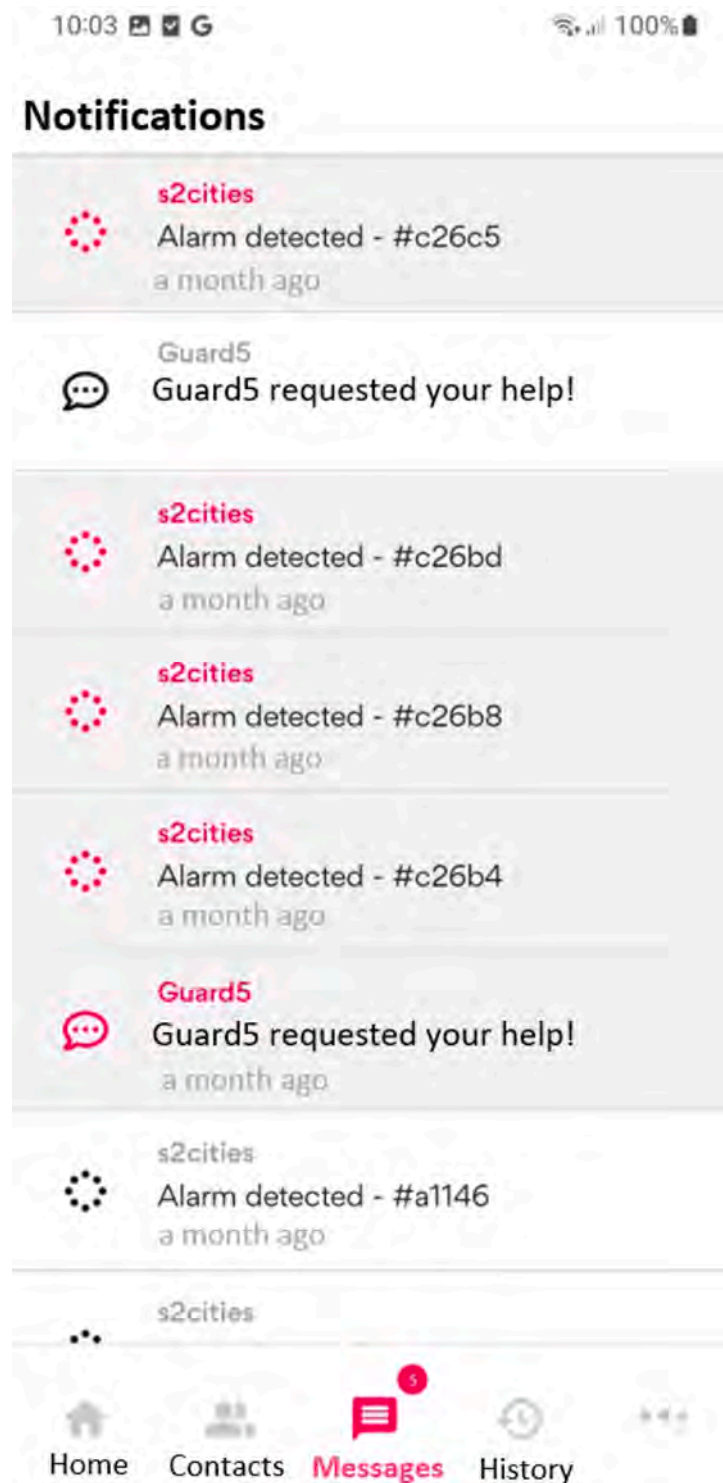 10:03 G 100%
Notifications
s2cities
Alarm detected - #c26c5
a month ago
Guard5
Guard5 requested your help!
s2cities
Alarm detected - #c26bd
a month ago
s2cities
Alarm detected - #c26b8
a month ago
s2cities
Alarm detected - #c26b4
a month ago
Guard5
Guard5 requested your help!
a month ago
s2cities
Alarm detected - #a1146
a month ago
s2cities
5
Home Contacts Messages History